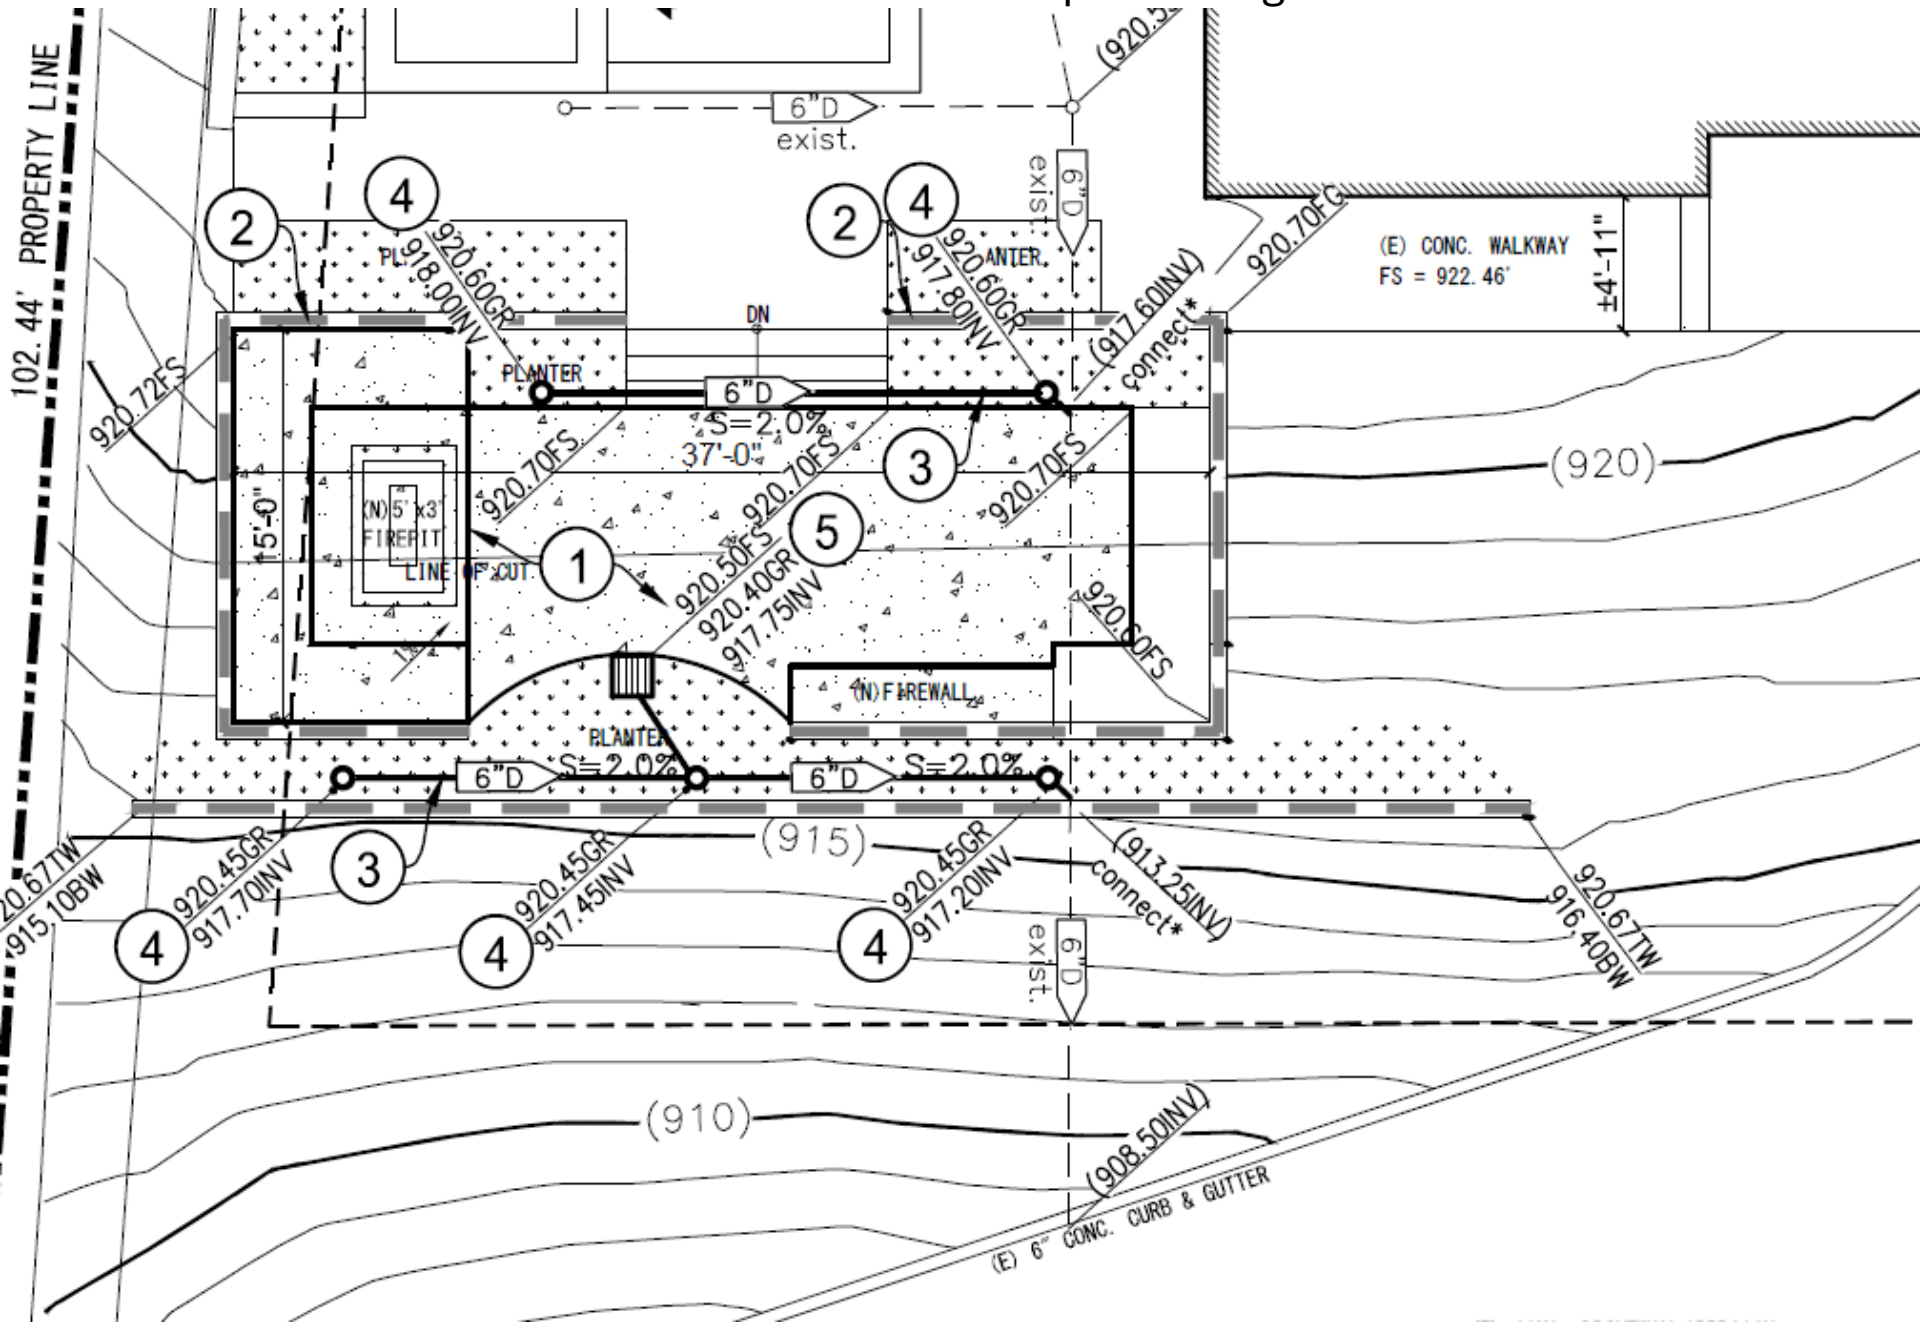 (920.5
102.44' PROPERTY LINE
6"D
exist.
exist.
6"D
2
4
2
4
PL
920.60GR
918.00INV
ANTER
920.60GR
917.80INV
(917.60INV)
connect*
920.70FG
(E) CONC. WALKWAY
FS = 922.46'
±4'-11"
DN
PLANTER
920.72FS
6"D
S=2.0%
37'-0"
920.70FS
920.70FS
3
920.70FS
(920)
15'-0"
(N)5' x3'
FIREPIT
LINE OF CUT
1
5
920.50FS
920.40GR
917.75INV
920.60FS
1%
(N)FIREWALL
PLANTER
6"D
S=2.0%
6"D
S=2.0%
(915)
20.67TW
915.10BW
920.45GR
917.70INV
3
4
920.45GR
917.45INV
4
920.45GR
917.20INV
4
(913.25INV)
connect*
920.67TW
916.40BW
exist.
6"D
(910)
(908.50INV)
(E) 6" CONC. CURB & GUTTER